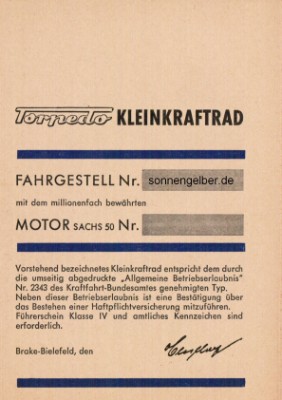 Torpedo KLEINKRAFTRAD
FAHRGESTELL Nr. sonnengelber.de
mit dem millionenfach bewährten
MOTOR SACHS 50 Nr.
Vorstehend bezeichnetes Kleinkraftrad entspricht dem durch
die umseitig abgedruckte „Allgemeine Betriebserlaubnis"
Nr. 2343 des Kraftfahrt-Bundesamtes genehmigten Typ.
Neben dieser Betriebserlaubnis ist eine Bestätigung über
das Bestehen einer Haftpflichtversicherung mitzuführen.
Führerschein Klasse IV und amtliches Kennzeichen sind
erforderlich.
Brake-Bielefeld, den